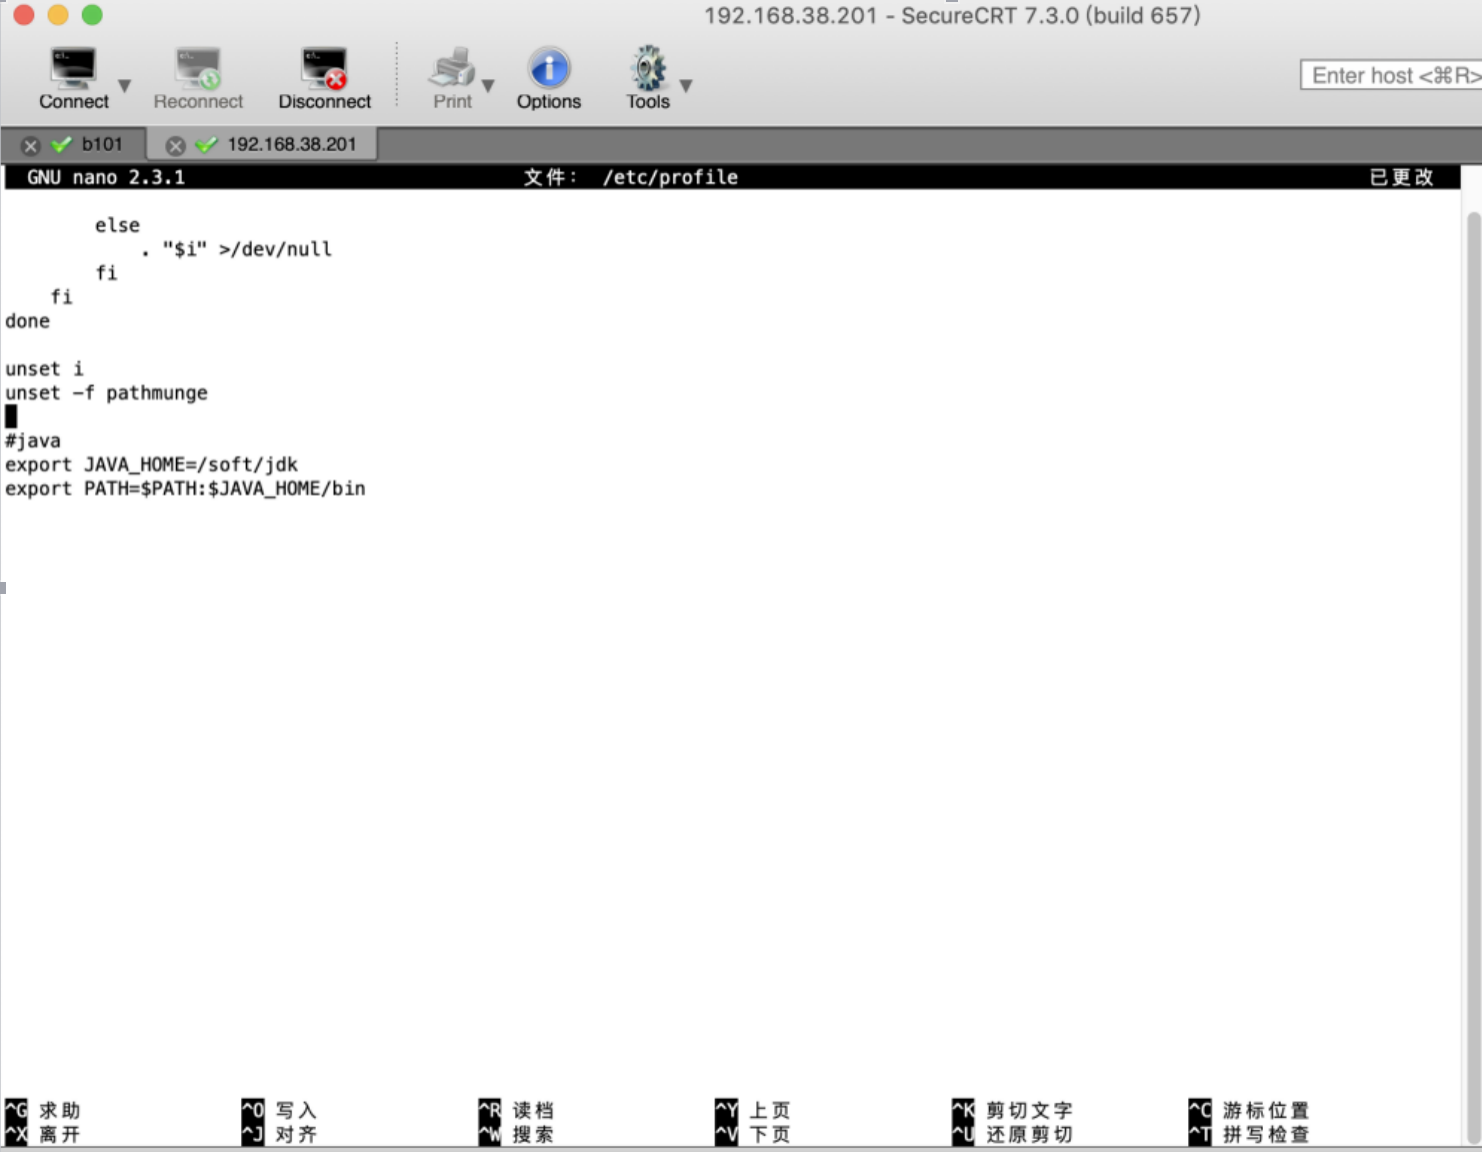 192.168.38.201 - SecureCRT 7.3.0 (build 657)
Connect Reconnect Disconnect Print Options Tools Enter host <⌘R>
b101 192.168.38.201
GNU nano 2.3.1 文件： /etc/profile 已更改
else
. "$i" >/dev/null
fi
fi
done
unset i
unset -f pathmunge
#java
export JAVA_HOME=/soft/jdk
export PATH=$PATH:$JAVA_HOME/bin
^G 求助 ^O 写入 ^R 读档 ^Y 上页 ^K 剪切文字 ^C 游标位置
^X 离开 ^J 对齐 ^W 搜索 ^V 下页 ^U 还原剪切 ^T 拼写检查